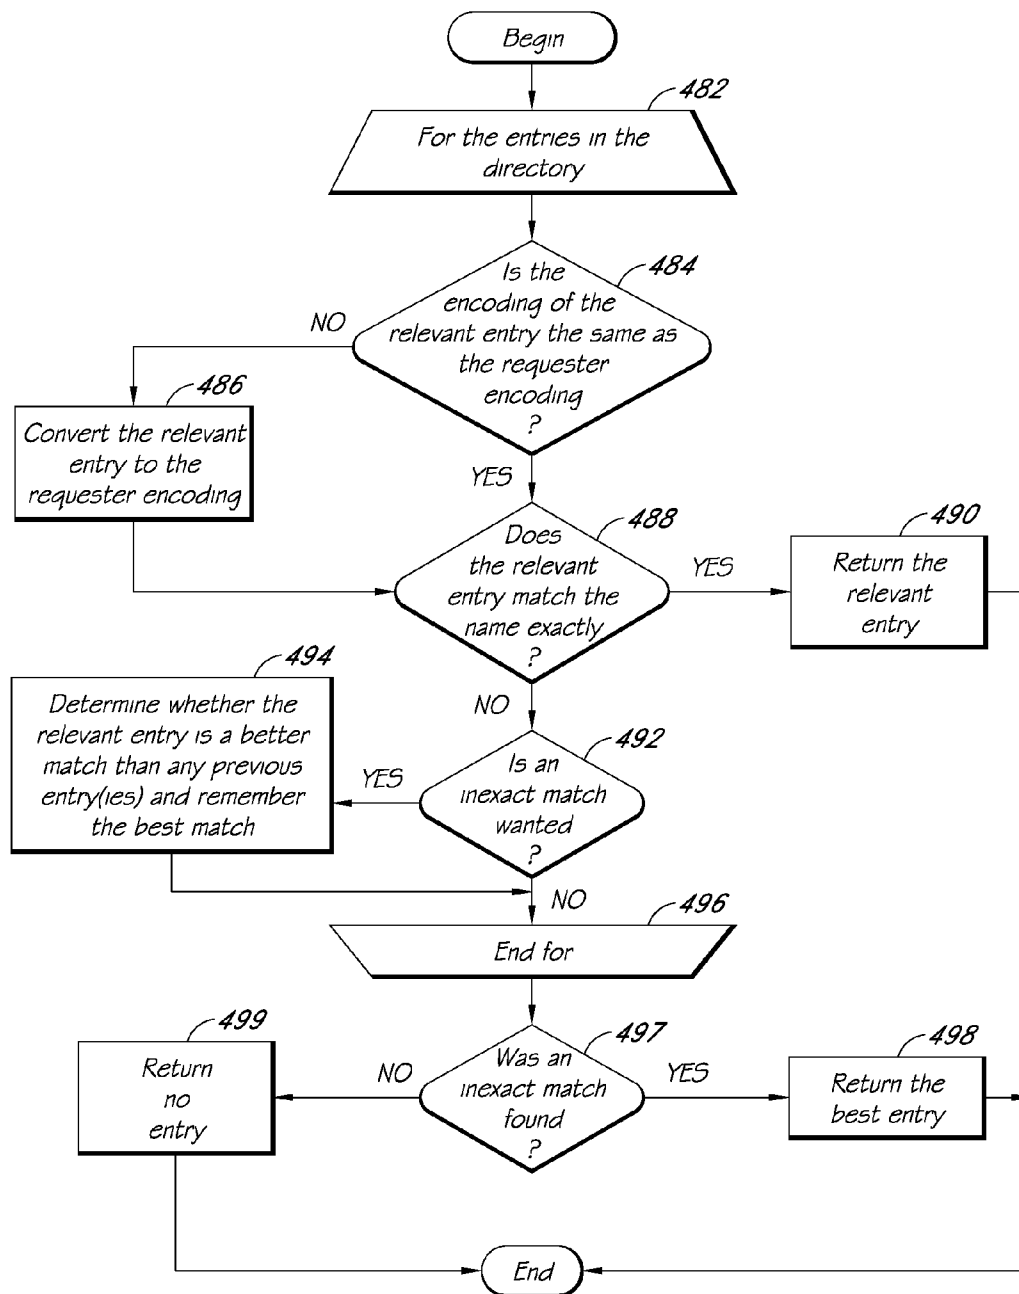 Begin
482
For the entries in the
directory
484
Is the
encoding of the
relevant entry the same as
the requester
encoding
?
NO
YES
486
Convert the relevant
entry to the
requester encoding
488
Does
the relevant
entry match the
name exactly
?
YES
NO
490
Return the
relevant
entry
492
Is an
inexact match
wanted
?
YES
NO
494
Determine whether the
relevant entry is a better
match than any previous
entry(ies) and remember
the best match
496
End for
497
Was an
inexact match
found
?
NO
YES
499
Return
no
entry
498
Return the
best entry
End